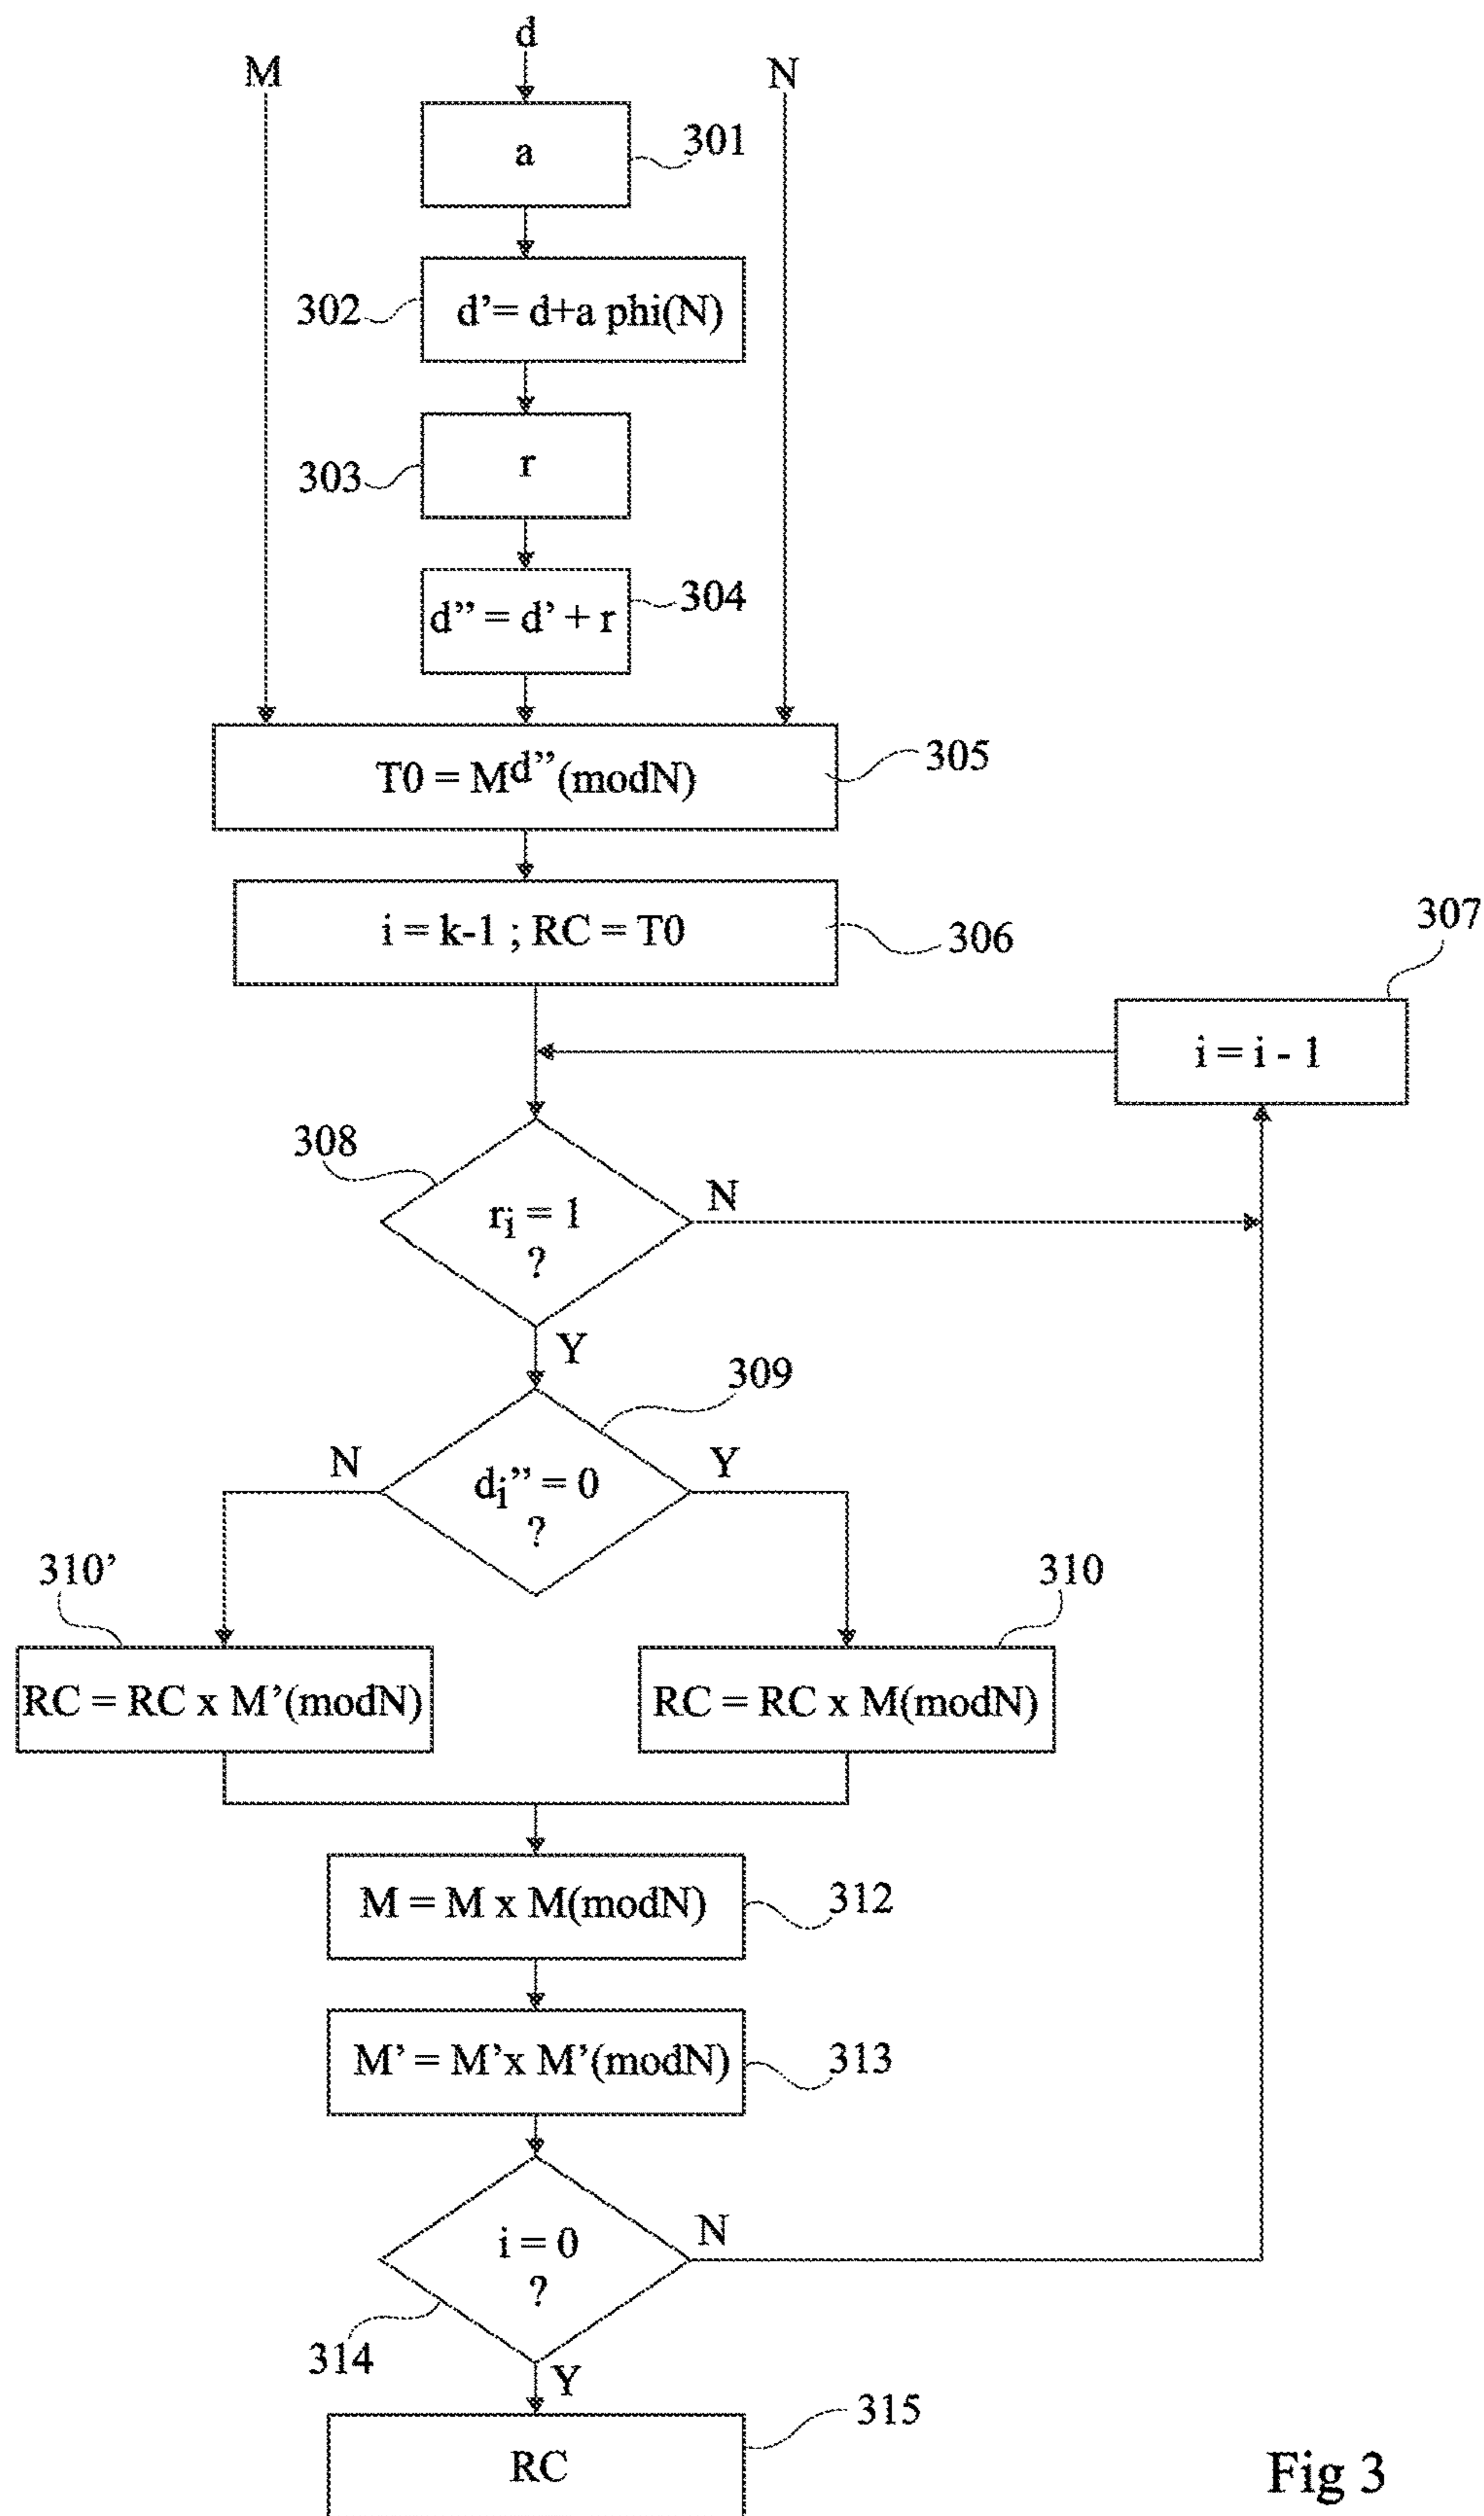 d
M
N
a
301
302
d’= d+a phi(N)
303
r
d’’ = d’ + r
304
T0 = Md’’(modN)
305
i = k-1 ; RC = T0
306
307
i = i - 1
308
ri = 1
?
N
Y
309
N
di’’ = 0
?
Y
310’
310
RC = RC x M’(modN)
RC = RC x M(modN)
M = M x M(modN)
312
M’ = M’x M’(modN)
313
i = 0
?
N
314
Y
315
RC
Fig 3